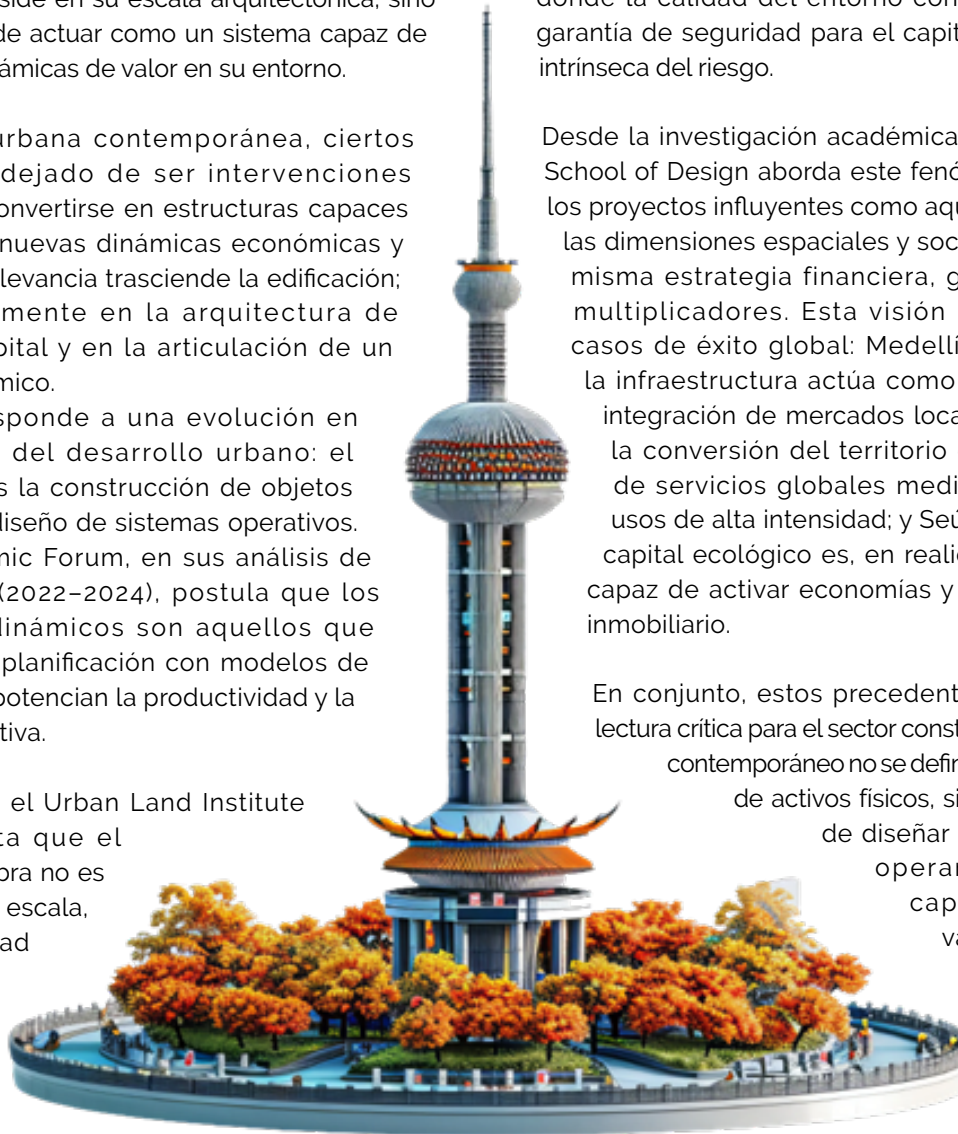 side en su escala arquitectónica, sino
de actuar como un sistema capaz de
námicas de valor en su entorno.
urbana contemporánea, ciertos
dejado de ser intervenciones
onvertirse en estructuras capaces
nuevas dinámicas económicas y
levancia trasciende la edificación;
mente en la arquitectura de
pital y en la articulación de un
mico.
sponde a una evolución en
del desarrollo urbano: el
s la construcción de objetos
diseño de sistemas operativos.
mic Forum, en sus análisis de
(2022–2024), postula que los
dinámicos son aquellos que
planificación con modelos de
potencian la productividad y la
tiva.
el Urban Land Institute
ta que el
bra no es
escala,
ad
donde la calidad del entorno con
garantía de seguridad para el capit
intrínseca del riesgo.
Desde la investigación académica
School of Design aborda este fenó
los proyectos influyentes como aqu
las dimensiones espaciales y soc
misma estrategia financiera, g
multiplicadores. Esta visión
casos de éxito global: Medellí
la infraestructura actúa como
integración de mercados loca
la conversión del territorio
de servicios globales medi
usos de alta intensidad; y Seú
capital ecológico es, en realid
capaz de activar economías y
inmobiliario.
En conjunto, estos precedent
lectura crítica para el sector const
contemporáneo no se defin
de activos físicos, si
de diseñar
operan
cap
va